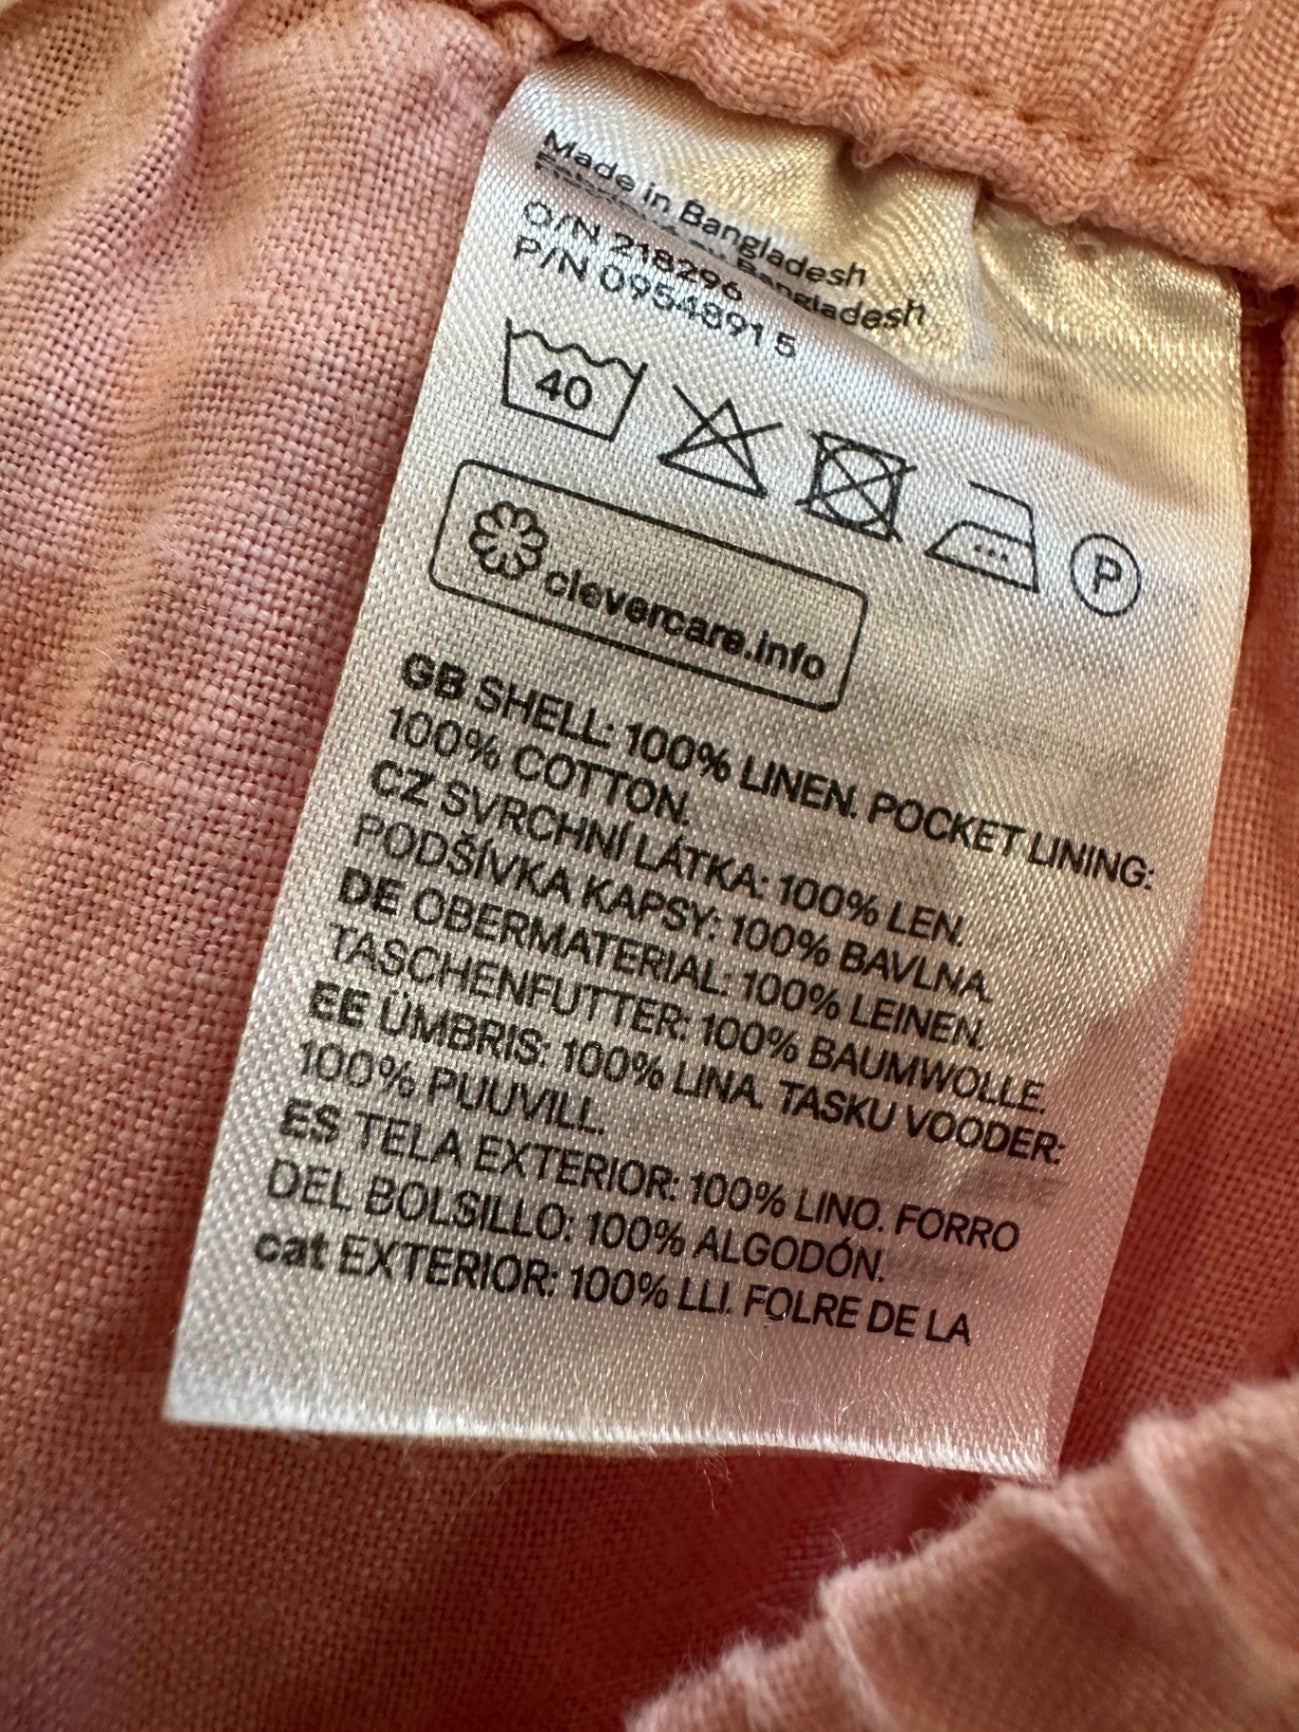 Made in Bangladesh
Bangladesh
O/N 218296
P/N 0954891 5
40
P
clevercare.info
GB SHELL: 100% LINEN. POCKET LINING:
100% COTTON.
CZ SVRCHNÍ LÁTKA: 100% LEN.
PODŠÍVKA KAPSY: 100% BAVLNA.
DE OBERMATERIAL: 100% LEINEN.
TASCHENFUTTER: 100% BAUMWOLLE.
EE ÜMBRIS: 100% LINA. TASKU VOODER:
100% PUUVILL.
ES TELA EXTERIOR: 100% LINO. FORRO
DEL BOLSILLO: 100% ALGODÓN.
cat EXTERIOR: 100% LLI. FOLRE DE LA